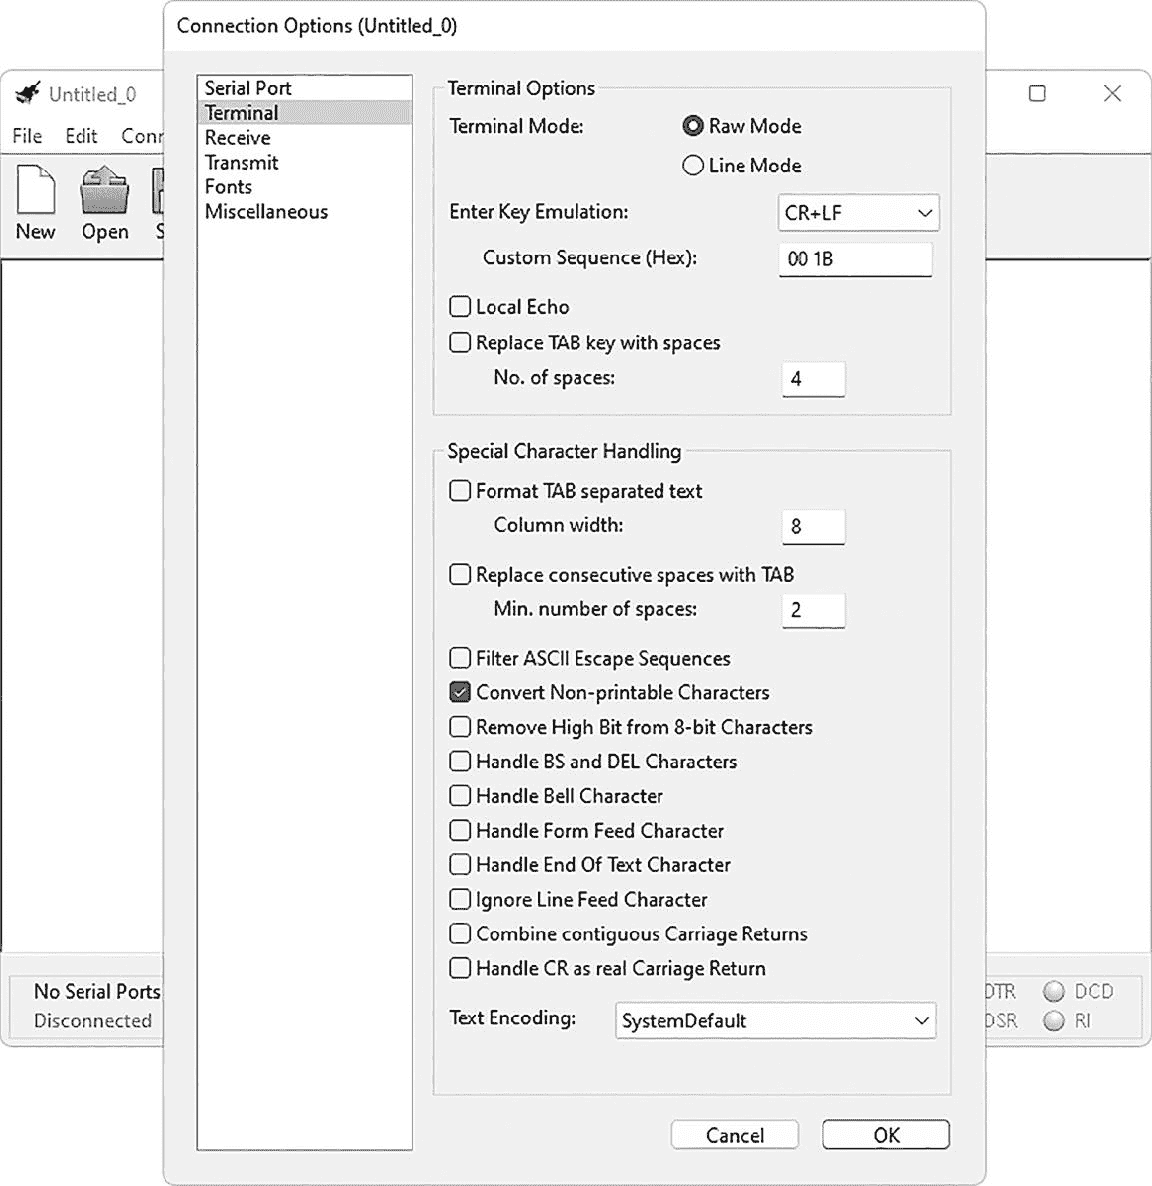 Connection Options (Untitled_0)
Untitled_0
File Edit
New Open
Serial Port
Terminal
Receive
Transmit
Fonts
Miscellaneous
Terminal Options
Terminal Mode: Raw Mode
Line Mode
Enter Key Emulation: CR+LF
Custom Sequence (Hex): 00 1B
Local Echo
Replace TAB key with spaces
No. of spaces: 4
Special Character Handling
Format TAB separated text
Column width: 8
Replace consecutive spaces with TAB
Min. number of spaces: 2
Filter ASCII Escape Sequences
Convert Non-printable Characters
Remove High Bit from 8-bit Characters
Handle BS and DEL Characters
Handle Bell Character
Handle Form Feed Character
Handle End Of Text Character
Ignore Line Feed Character
Combine contiguous Carriage Returns
Handle CR as real Carriage Return
Text Encoding: SystemDefault
Cancel OK
No Serial Ports
Disconnected
DTR DCD
DSR RI